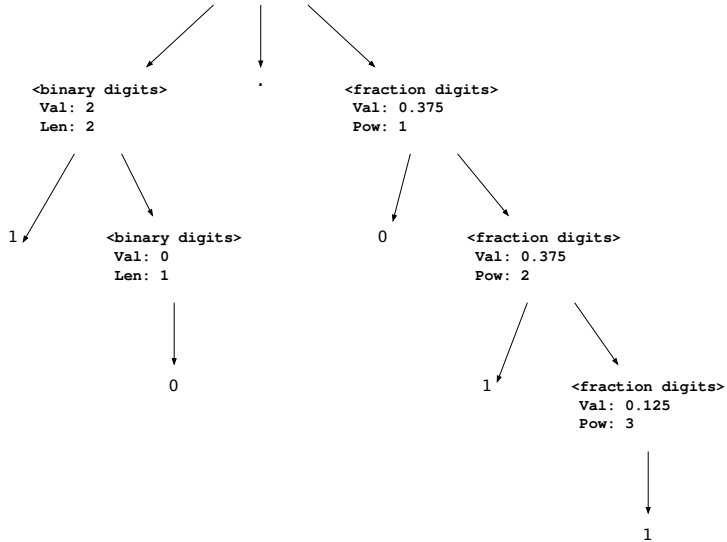 <binary digits>
Val: 2
Len: 2
.
<fraction digits>
Val: 0.375
Pow: 1
1
<binary digits>
Val: 0
Len: 1
0
<fraction digits>
Val: 0.375
Pow: 2
0
1
<fraction digits>
Val: 0.125
Pow: 3
1